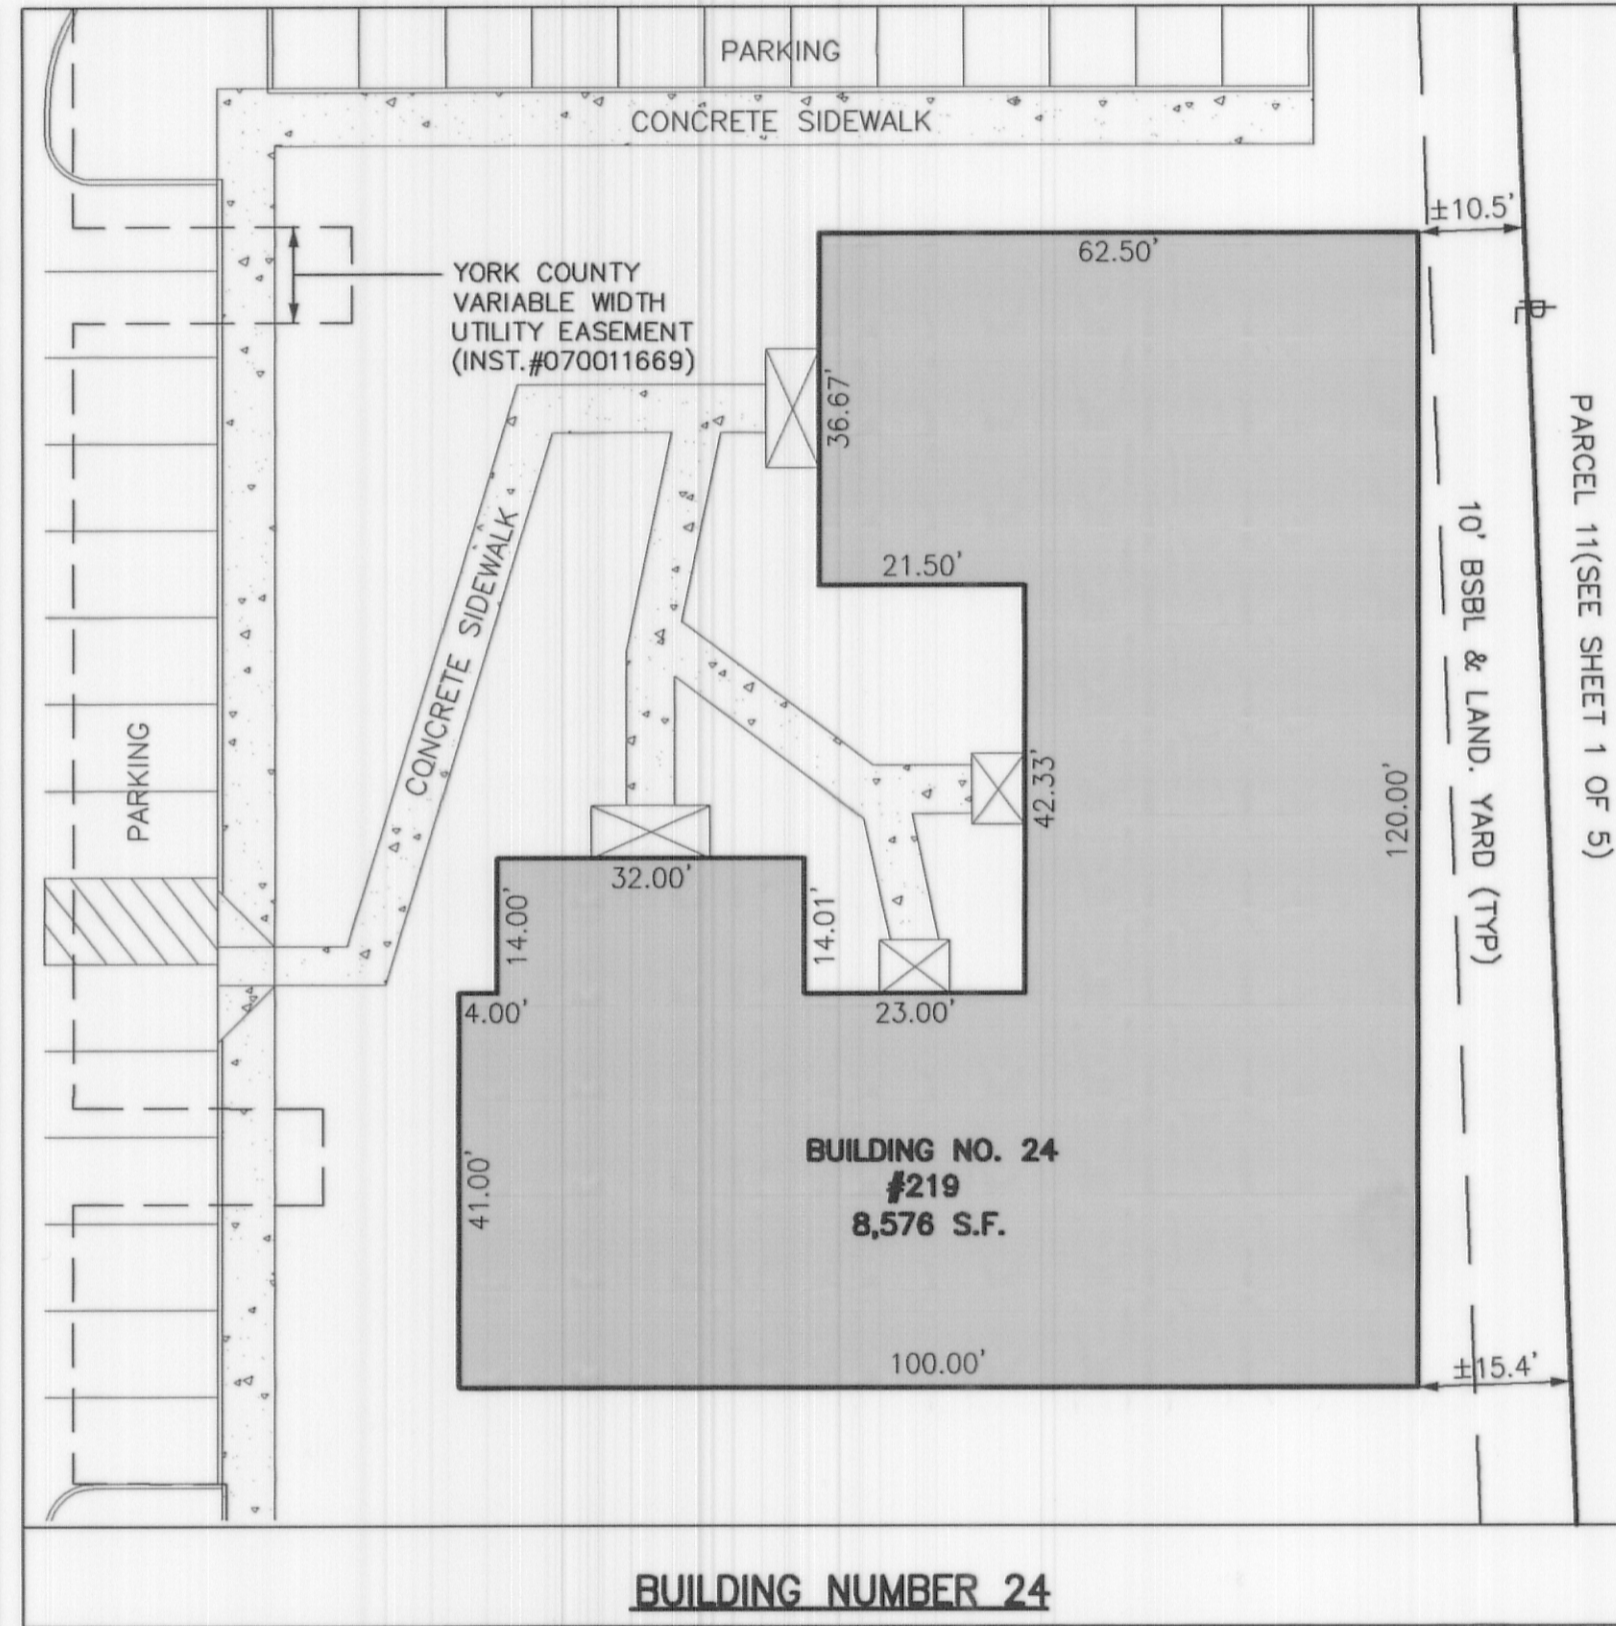 PARKING
CONCRETE SIDEWALK
±10.5'
62.50'
YORK COUNTY
VARIABLE WIDTH
UTILITY EASEMENT
(INST.#070011669)
36.67'
PARCEL 11(SEE SHEET 1 OF 5)
10' BSBL & LAND. YARD (TYP)
21.50'
CONCRETE SIDEWALK
PARKING
42.33'
120.00'
32.00'
14.00'
14.01'
4.00'
23.00'
41.00'
BUILDING NO. 24
#219
8,576 S.F.
100.00'
±15.4'
BUILDING NUMBER 24